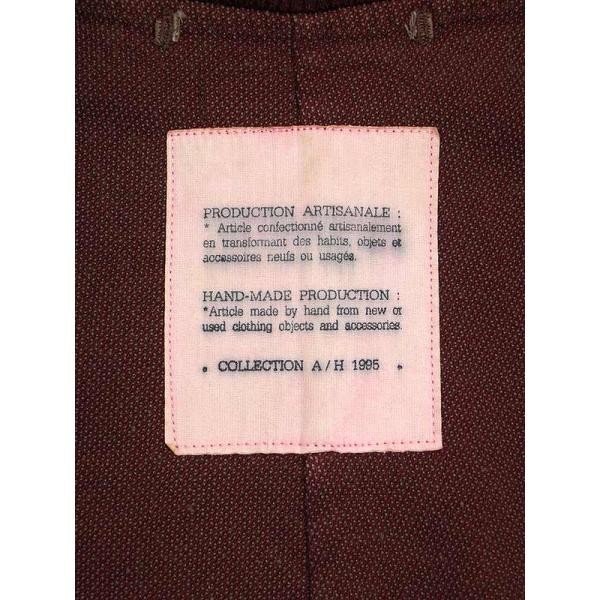 PRODUCTION ARTISANALE :
* Article confectionné artisanalement
en transformant des habits, objets et
accessoires neufs ou usagés.
HAND-MADE PRODUCTION :
*Article made by hand from new or
used clothing objects and accessories.
• COLLECTION A/H 1995 •